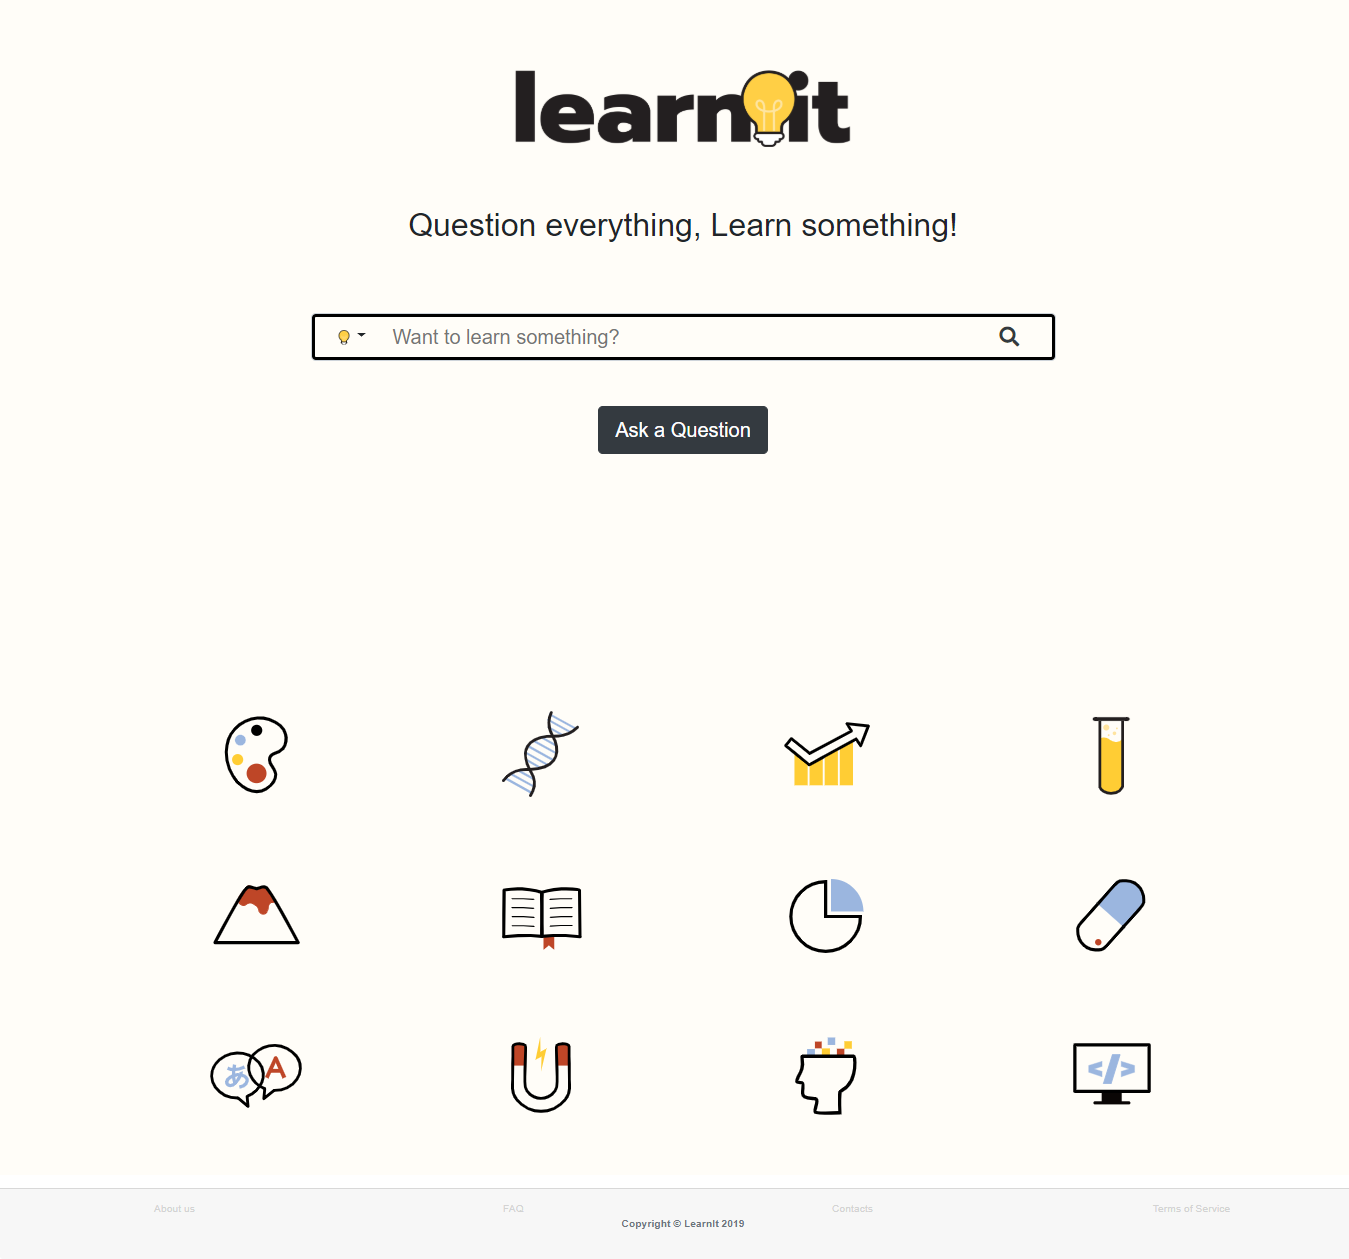 learnit
Question everything, Learn something!
Want to learn something?
Ask a Question
あ A
</>
About us FAQ Contacts Terms of Service
Copyright © LearnIt 2019